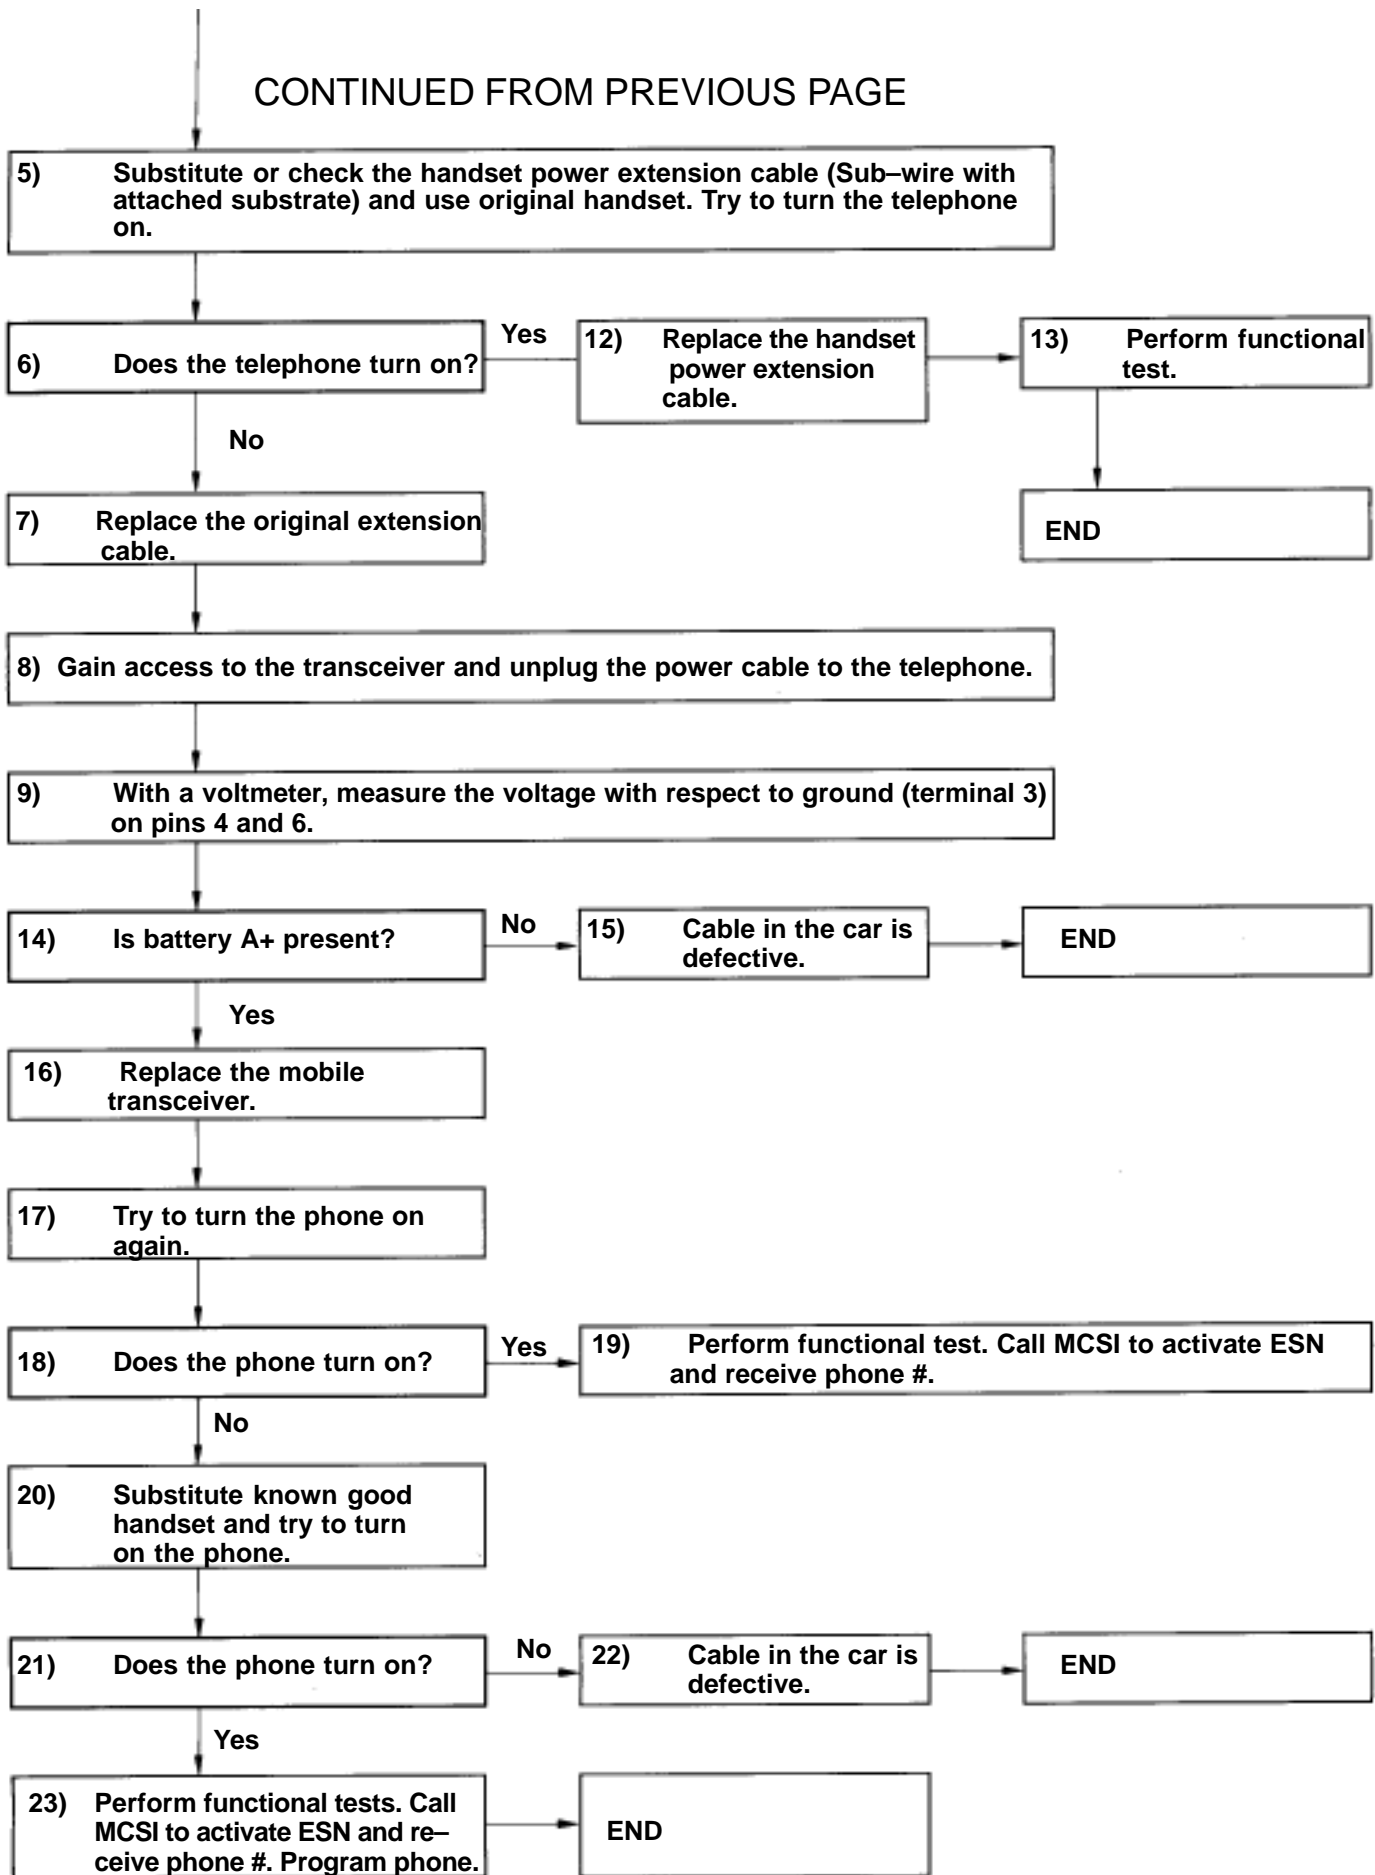 CONTINUED FROM PREVIOUS PAGE
5) Substitute or check the handset power extension cable (Sub–wire with
attached substrate) and use original handset. Try to turn the telephone
on.
6) Does the telephone turn on?
Yes
12) Replace the handset
power extension
cable.
13) Perform functional
test.
No
END
7) Replace the original extension
cable.
8) Gain access to the transceiver and unplug the power cable to the telephone.
9) With a voltmeter, measure the voltage with respect to ground (terminal 3)
on pins 4 and 6.
14) Is battery A+ present?
No
15) Cable in the car is
defective.
END
Yes
16) Replace the mobile
transceiver.
17) Try to turn the phone on
again.
18) Does the phone turn on?
Yes
19) Perform functional test. Call MCSI to activate ESN
and receive phone #.
No
20) Substitute known good
handset and try to turn
on the phone.
21) Does the phone turn on?
No
22) Cable in the car is
defective.
END
Yes
23) Perform functional tests. Call
MCSI to activate ESN and re–
ceive phone #. Program phone.
END